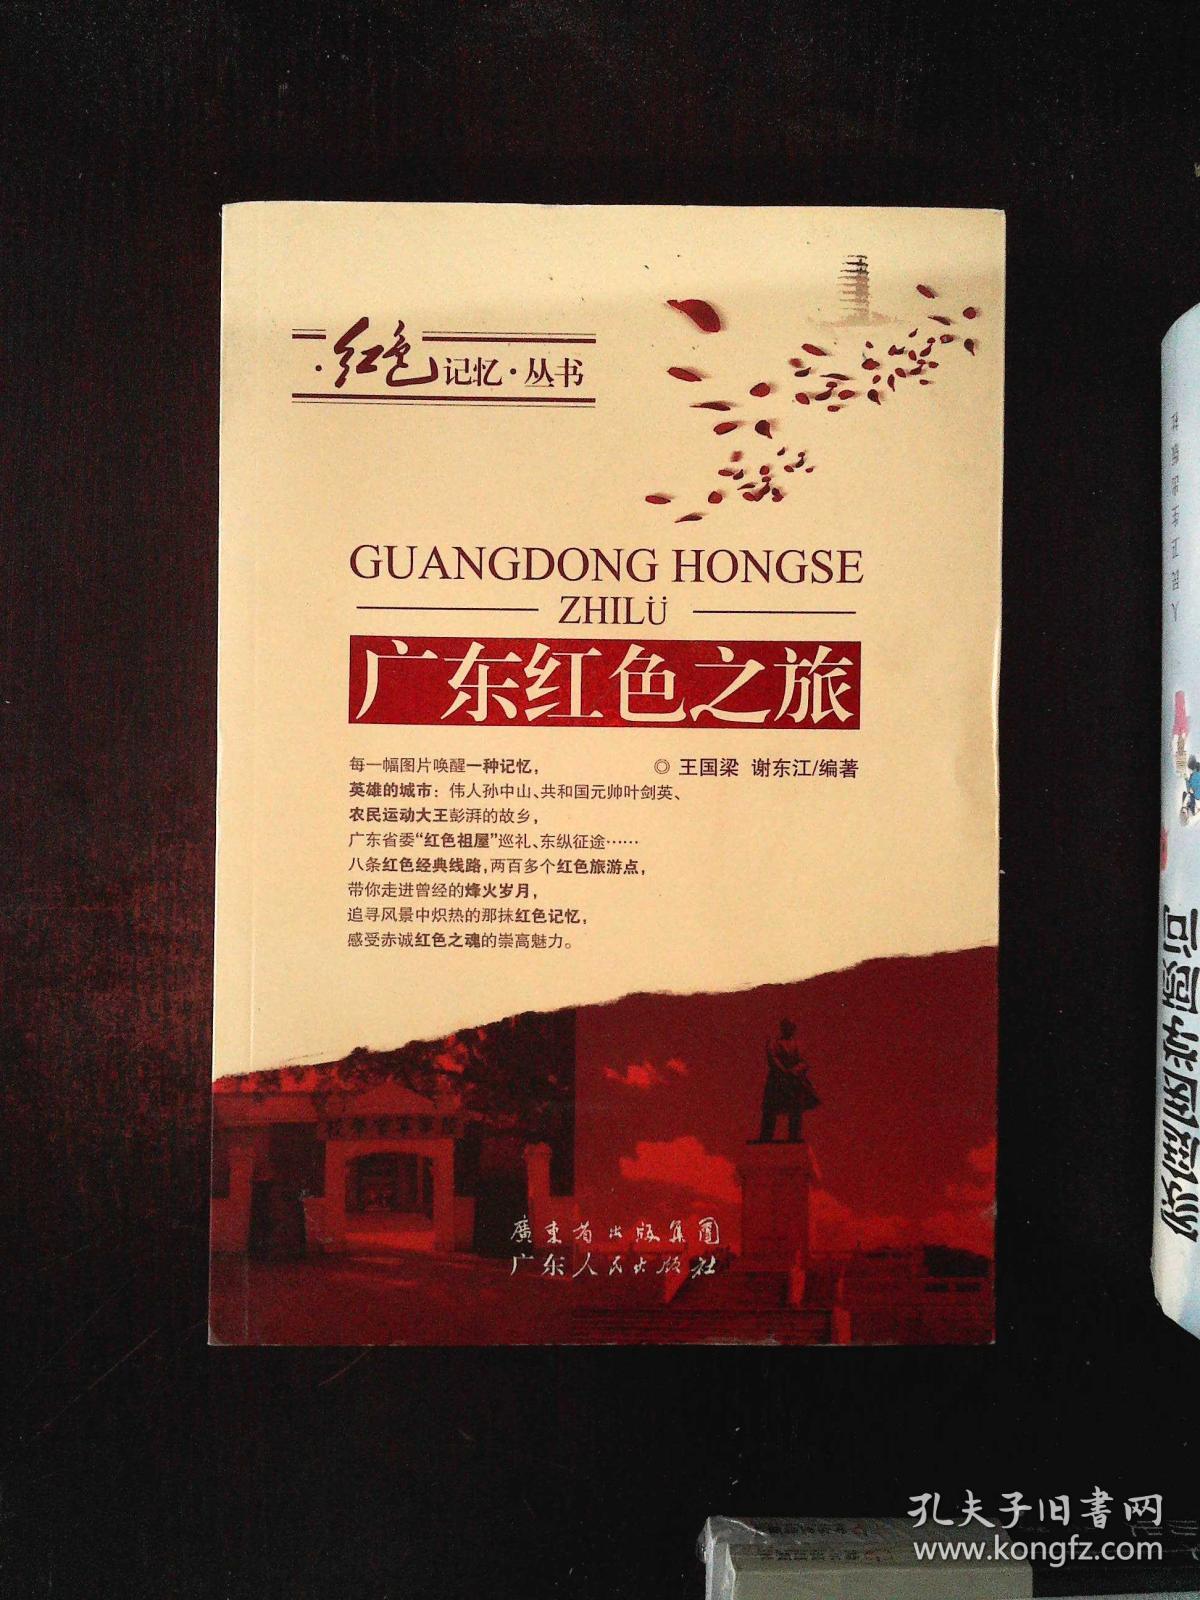 ·红色记忆·丛书
GUANGDONG HONGSE
ZHILÜ
广东红色之旅
◎ 王国梁 谢东江/编著
每一幅图片唤醒一种记忆，
英雄的城市：伟人孙中山、共和国元帅叶剑英、
农民运动大王彭湃的故乡，
广东省委“红色祖屋”巡礼、东纵征途……
八条红色经典线路，两百多个红色旅游点，
带你走进曾经的烽火岁月，
追寻风景中炽热的那抹红色记忆，
感受赤诚红色之魂的崇高魅力。
校學官軍軍陸
廣東省出版集團
广东人民出版社
孔夫子旧書网
www.kongfz.com